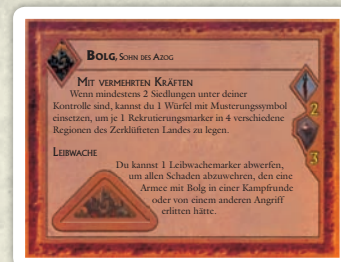 BOLG, SOHN DES AZOG
MIT VERMEHRTEN KRÄFTEN
Wenn mindestens 2 Siedlungen unter deiner
Kontrolle sind, kannst du 1 Würfel mit Musterungssymbol
einsetzen, um je 1 Rekrutierungsmarker in 4 verschiedene
Regionen des Zerklüfteten Landes zu legen.
LEIBWACHE
Du kannst 1 Leibwachemarker abwerfen,
um allen Schaden abzuwehren, den eine
Armee mit Bolg in einer Kampfrunde
oder von einem anderen Angriff
erlitten hätte.
2
3